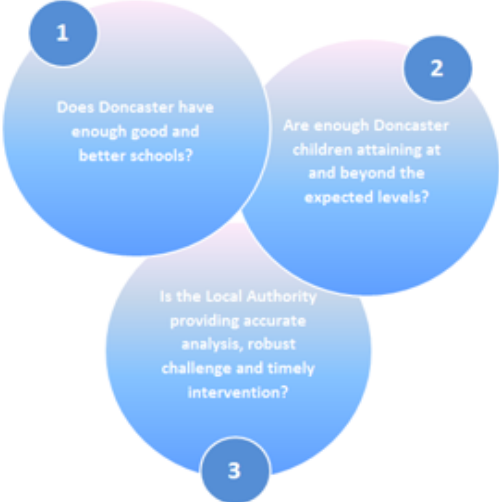 1
Does Doncaster have
enough good and
better schools?
2
Are enough Doncaster
children attaining at
and beyond the
expected levels?
Is the Local Authority
providing accurate
analysis, robust
challenge and timely
intervention?
3